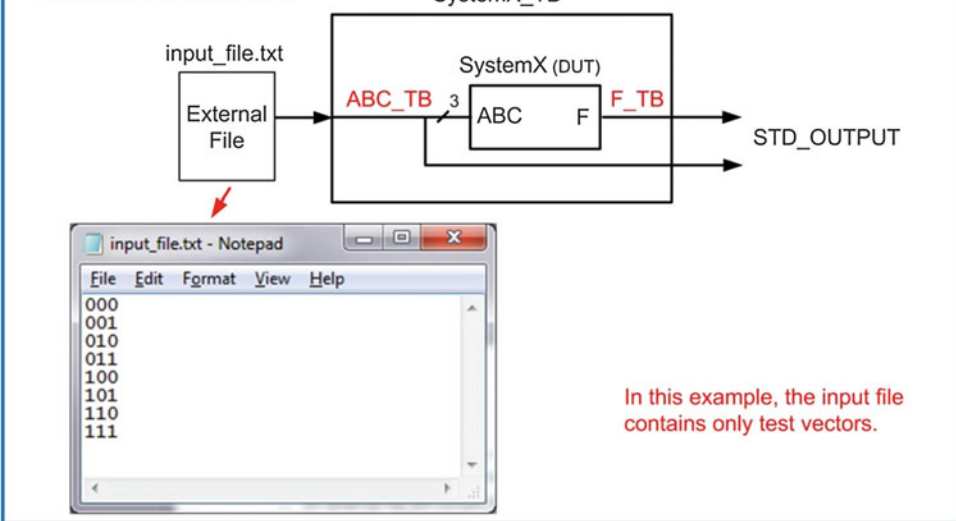 input_file.txt
External
File
ABC_TB
3
SystemX (DUT)
ABC
F
F_TB
STD_OUTPUT
input_file.txt - Notepad
File Edit Format View Help
000
001
010
011
100
101
110
111
In this example, the input file
contains only test vectors.